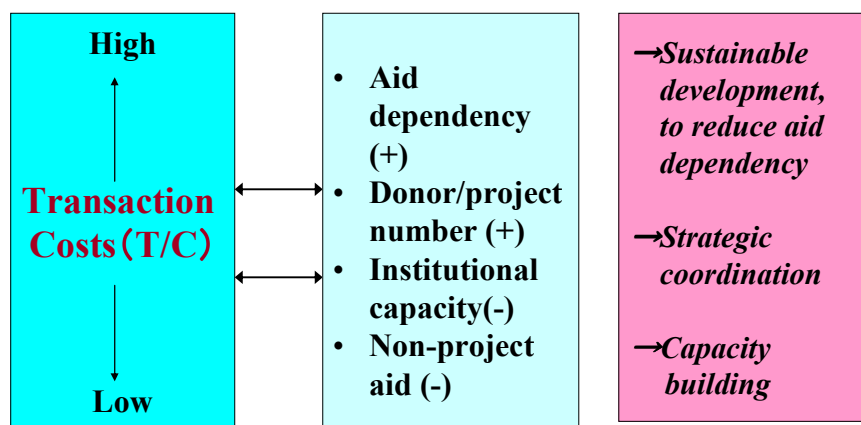 High
Transaction
Costs(T/C)
Low
• Aid
dependency
(+)
• Donor/project
number (+)
• Institutional
capacity(-)
• Non-project
aid (-)
→Sustainable
development,
to reduce aid
dependency
→Strategic
coordination
→Capacity
building